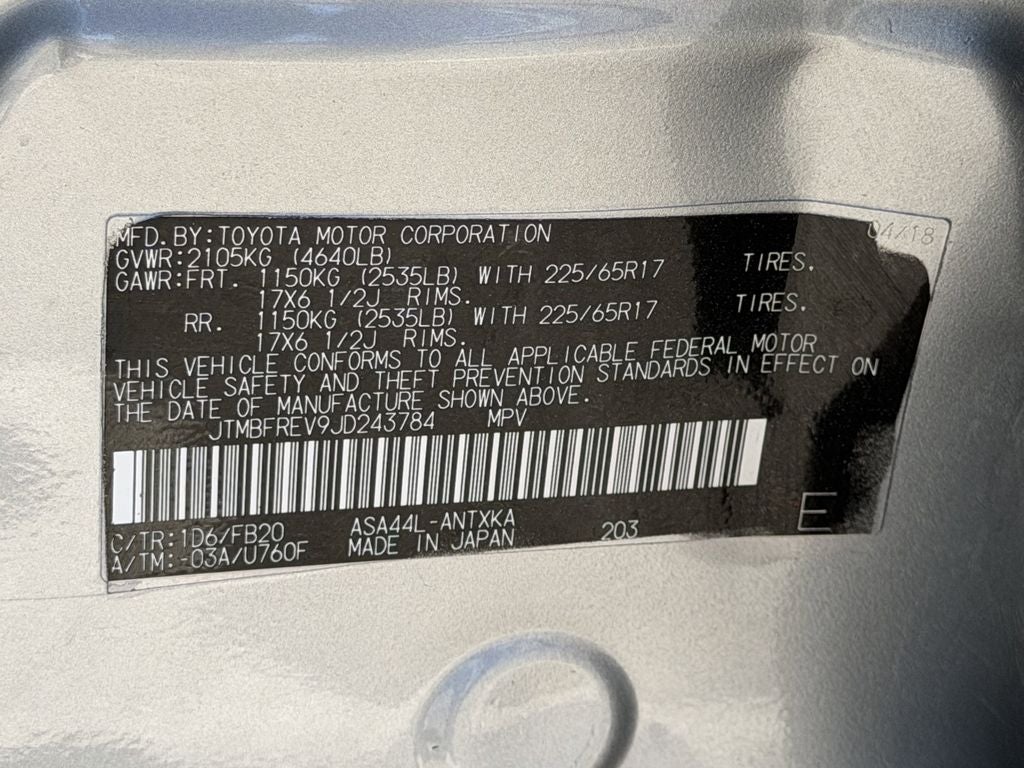 MFD.BY:TOYOTA MOTOR CORPORATION 04/18
GVWR:2105KG (4640LB)
GAWR:FRT. 1150KG (2535LB) WITH 225/65R17 TIRES.
17X6 1/2J RIMS.
RR. 1150KG (2535LB) WITH 225/65R17 TIRES.
17X6 1/2J RIMS.
THIS VEHICLE CONFORMS TO ALL APPLICABLE FEDERAL MOTOR
VEHICLE SAFETY AND THEFT PREVENTION STANDARDS IN EFFECT ON
THE DATE OF MANUFACTURE SHOWN ABOVE.
JTMBFREV9JD243784 MPV
C/TR:1D6/FB20 ASA44L-ANTXKA 203 E
A/TM:-03A/U760F MADE IN JAPAN